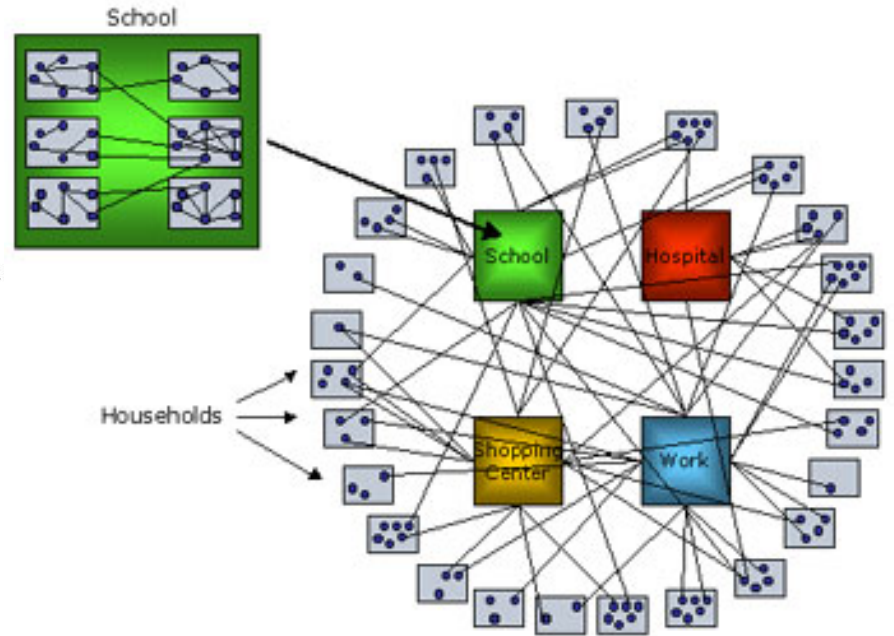 School
School
Hospital
Households
Shopping
Center
Work